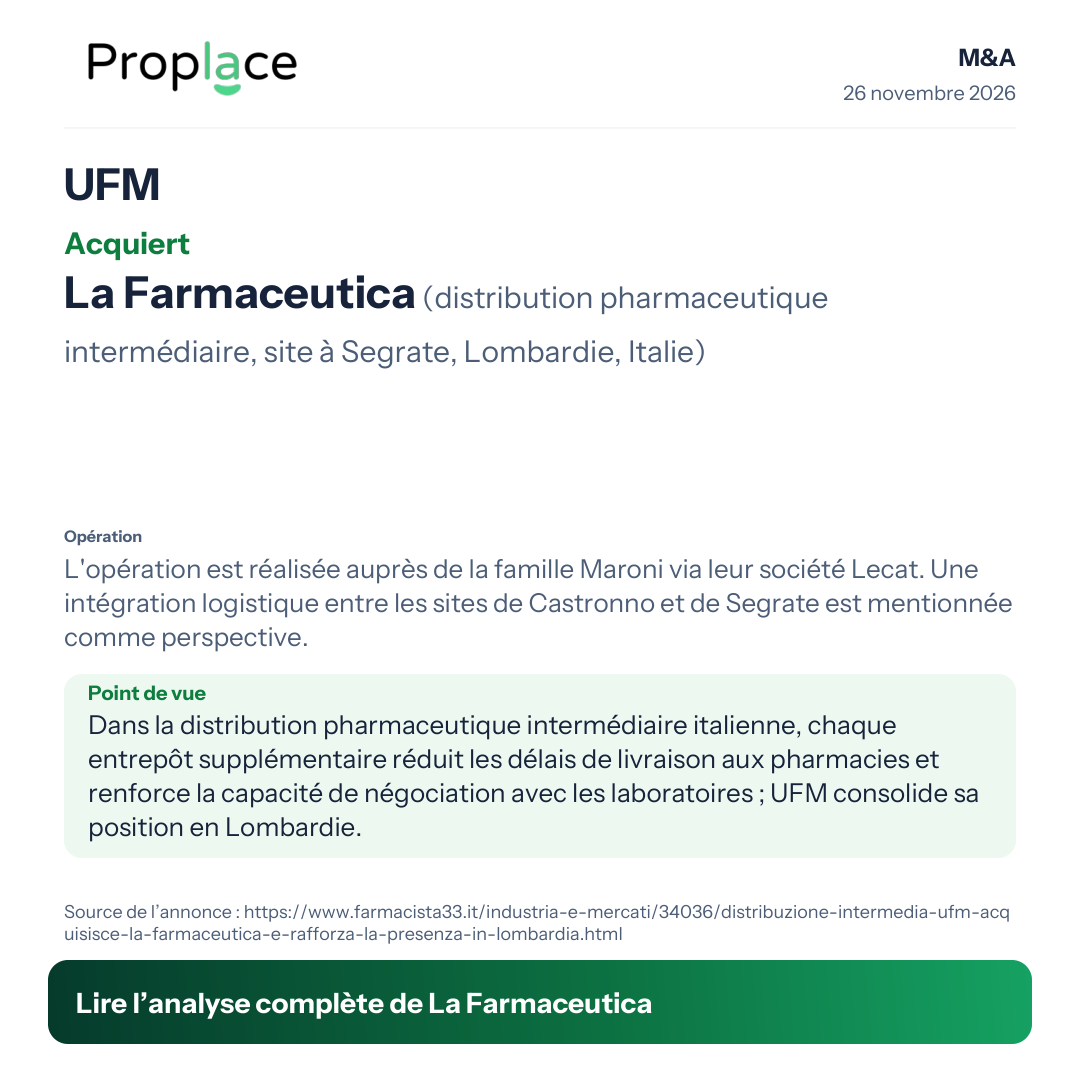 Proplace
M&A
26 novembre 2026
UFM
Acquiert
La Farmaceutica (distribution pharmaceutique
intermédiaire, site à Segrate, Lombardie, Italie)
Opération
L'opération est réalisée auprès de la famille Maroni via leur société Lecat. Une
intégration logistique entre les sites de Castronno et de Segrate est mentionnée
comme perspective.
Point de vue
Dans la distribution pharmaceutique intermédiaire italienne, chaque
entrepôt supplémentaire réduit les délais de livraison aux pharmacies et
renforce la capacité de négociation avec les laboratoires ; UFM consolide sa
position en Lombardie.
Source de l’annonce : https://www.farmacista33.it/industria-e-mercati/34036/distribuzione-intermedia-ufm-acq
uisisce-la-farmaceutica-e-rafforza-la-presenza-in-lombardia.html
Lire l’analyse complète de La Farmaceutica